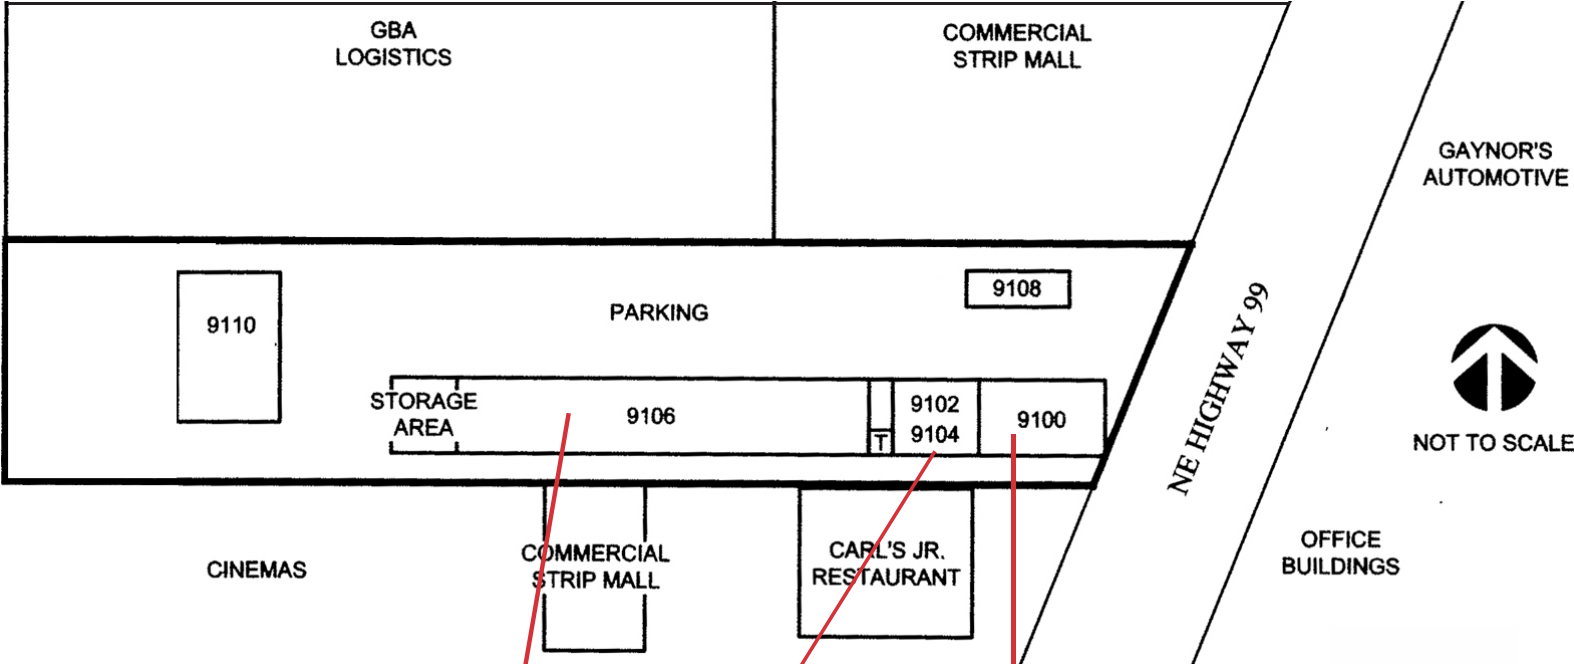 GBA
LOGISTICS
COMMERCIAL
STRIP MALL
GAYNOR'S
AUTOMOTIVE
9110
PARKING
9108
STORAGE
AREA
9106
T
9102
9104
9100
NE HIGHWAY 99
NOT TO SCALE
CINEMAS
COMMERCIAL
STRIP MALL
CARL'S JR.
RESTAURANT
OFFICE
BUILDINGS